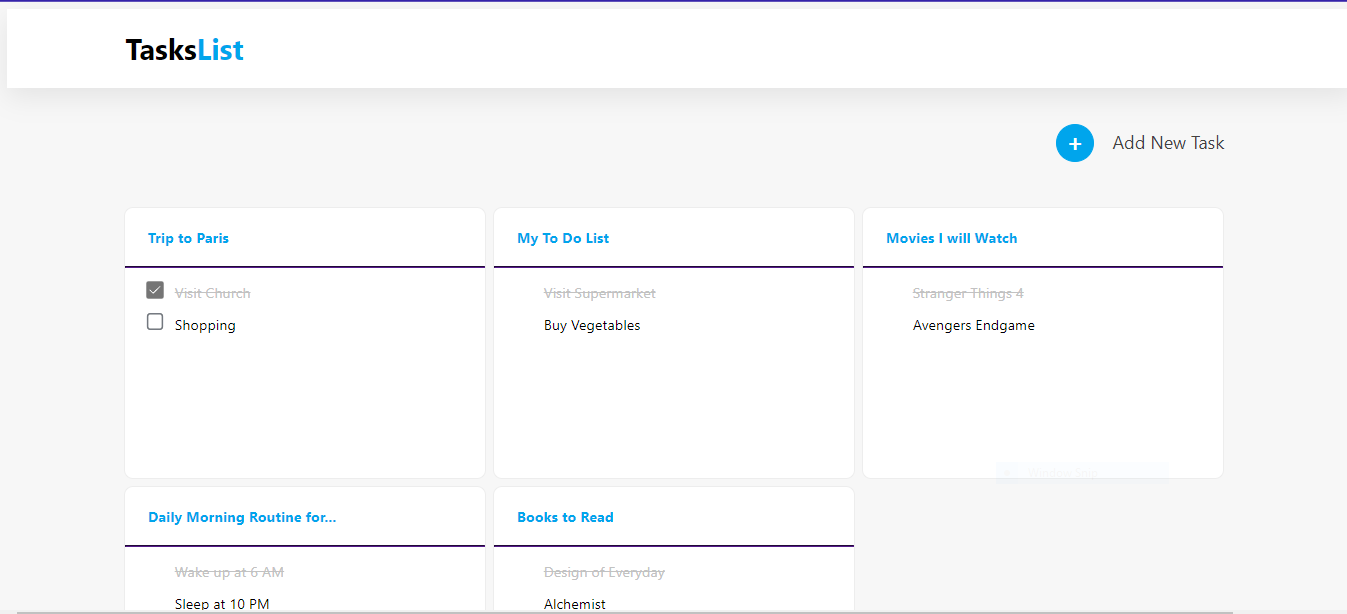 TasksList
+ Add New Task
Trip to Paris
Visit Church
Shopping
My To Do List
Visit Supermarket
Buy Vegetables
Movies I will Watch
Stranger Things 4
Avengers Endgame
Daily Morning Routine for...
Wake up at 6 AM
Sleep at 10 PM
Books to Read
Design of Everyday
Alchemist